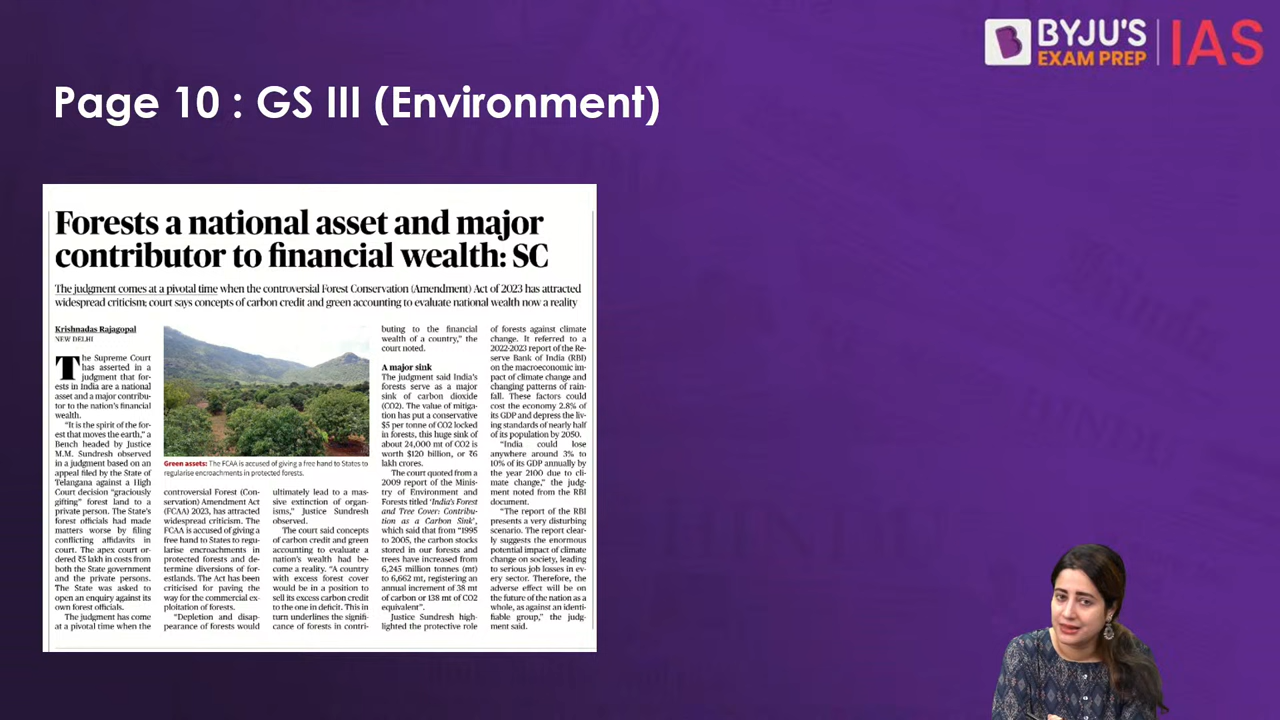 BYJU'S
EXAM PREP
IAS
Page 10 : GS III (Environment)
Forests a national asset and major
contributor to financial wealth: SC
The judgment comes at a pivotal time when the controversial Forest Conservation (Amendment) Act of 2023 has attracted
widespread criticism; court says concepts of carbon credit and green accounting to evaluate national wealth now a reality
Krishnadas Rajagopal
NEW DELHI
The Supreme Court
has asserted in a
judgment that for-
ests in India are a national
asset and a major contribu-
tor to the nation's financial
wealth.
"It is the spirit of the for-
est that moves the earth," a
Bench headed by Justice
M.M. Sundresh observed
in a judgment based on an
appeal filed by the State of
Telangana against a High
Court decision "graciously
gifting" forest land to a
private person. The State's
forest officials had made
matters worse by filing
conflicting affidavits in
court. The apex court or-
dered ₹5 lakh in costs from
both the State government
and the private persons.
The State was asked to
open an enquiry against its
own forest officials.
The judgment has come
at a pivotal time when the
Green assets: The FCAA is accused of giving a free hand to States to
regularise encroachments in protected forests.
controversial Forest (Con-
servation) Amendment Act
(FCAA) 2023, has attracted
widespread criticism. The
FCAA is accused of giving a
free hand to States to regu-
larise encroachments in
protected forests and de-
termine diversions of for-
estlands. The Act has been
criticised for paving the
way for the commercial ex-
ploitation of forests.
"Depletion and disap-
pearance of forests would
ultimately lead to a mas-
sive extinction of organ-
isms," Justice Sundresh
observed.
The court said concepts
of carbon credit and green
accounting to evaluate a
nation's wealth had be-
come a reality. "A country
with excess forest cover
would be in a position to
sell its excess carbon credit
to the one in deficit. This in
turn underlines the signifi-
cance of forests in contri-
buting to the financial
wealth of a country," the
court noted.
A major sink
The judgment said India's
forests serve as a major
sink of carbon dioxide
(CO2). The value of mitiga-
tion has put a conservative
$5 per tonne of CO2 locked
in forests, this huge sink of
about 24,000 mt of CO2 is
worth $120 billion, or ₹6
lakh crores.
The court quoted from a
2009 report of the Minis-
try of Environment and
Forests titled 'India's Forest
and Tree Cover: Contribu-
tion as a Carbon Sink',
which said that from "1995
to 2005, the carbon stocks
stored in our forests and
trees have increased from
6,245 million tonnes (mt)
to 6,662 mt, registering an
annual increment of 38 mt
of carbon or 138 mt of CO2
equivalent".
Justice Sundresh high-
lighted the protective role
of forests against climate
change. It referred to a
2022-2023 report of the Re-
serve Bank of India (RBI)
on the macroeconomic im-
pact of climate change and
changing patterns of rain-
fall. These factors could
cost the economy 2.8% of
its GDP and depress the liv-
ing standards of nearly half
of its population by 2050.
"India could lose
anywhere around 3% to
10% of its GDP annually by
the year 2100 due to cli-
mate change," the judg-
ment noted from the RBI
document.
"The report of the RBI
presents a very disturbing
scenario. The report clear-
ly suggests the enormous
potential impact of climate
change on society, leading
to serious job losses in ev-
ery sector. Therefore, the
adverse effect will be on
the future of the nation as a
whole, as against an identi-
fiable group," the judg-
ment said.